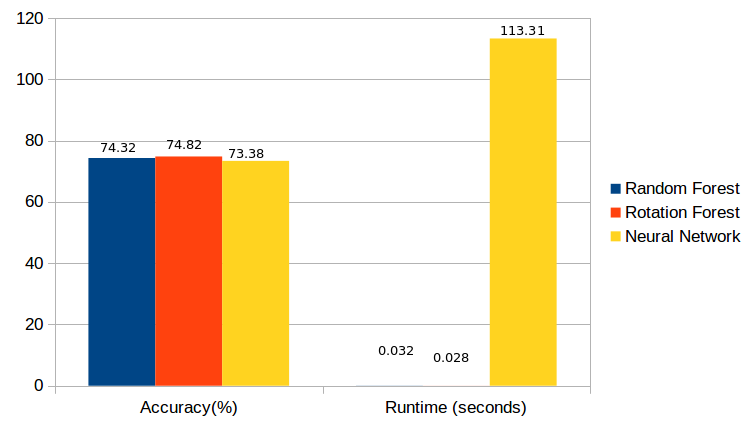 120
100
80
60
40
20
0
74.32
74.82
73.38
0.032
0.028
113.31
Accuracy(%)
Runtime (seconds)
Random Forest
Rotation Forest
Neural Network